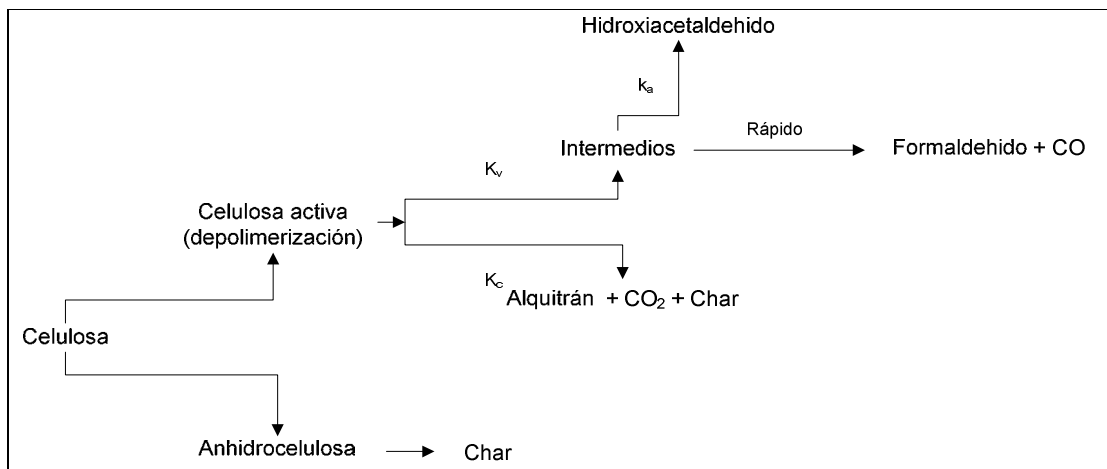 Hidroxiacetaldehido
kₐ
Rápido
Intermedios
Formaldehido + CO
Kᵥ
Celulosa activa
(depolimerización)
K꜀
Alquitrán + CO₂ + Char
Celulosa
Anhidrocelulosa
Char